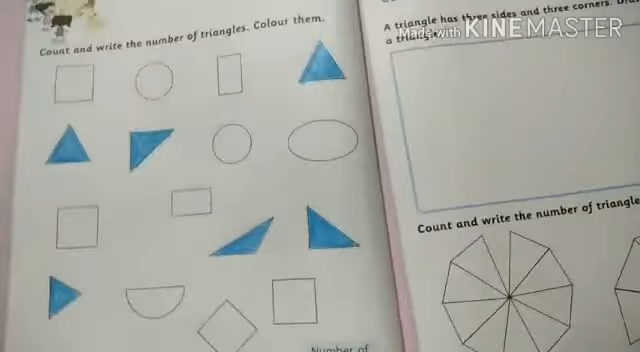 Count and write the number of triangles. Colour them.
A triangle has three sides and three corners.
a triangle
Made with KINEMASTER
Count and write the number of triangle
Number of